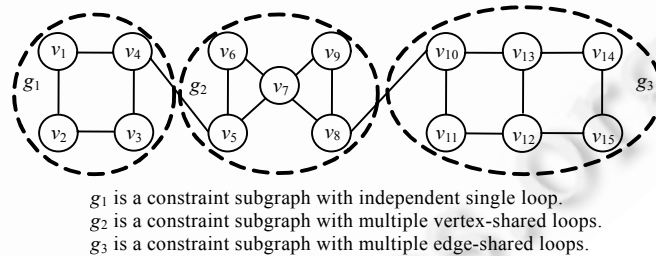 v1 v4 v6 v9 v10 v13 v14
g1 g2 v7 g3
v2 v3 v5 v8 v11 v12 v15
g1 is a constraint subgraph with independent single loop.
g2 is a constraint subgraph with multiple vertex-shared loops.
g3 is a constraint subgraph with multiple edge-shared loops.